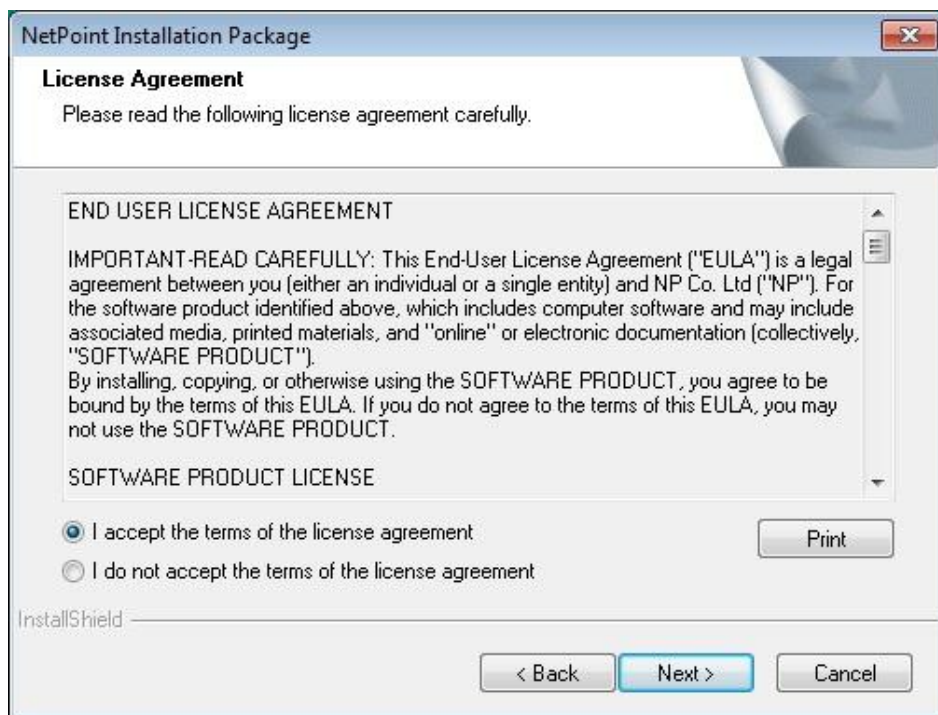 NetPoint Installation Package
License Agreement
Please read the following license agreement carefully.
END USER LICENSE AGREEMENT
IMPORTANT-READ CAREFULLY: This End-User License Agreement ("EULA") is a legal
agreement between you (either an individual or a single entity) and NP Co. Ltd ("NP"). For
the software product identified above, which includes computer software and may include
associated media, printed materials, and "online" or electronic documentation (collectively,
"SOFTWARE PRODUCT").
By installing, copying, or otherwise using the SOFTWARE PRODUCT, you agree to be
bound by the terms of this EULA. If you do not agree to the terms of this EULA, you may
not use the SOFTWARE PRODUCT.
SOFTWARE PRODUCT LICENSE
I accept the terms of the license agreement
Print
I do not accept the terms of the license agreement
InstallShield
< Back
Next >
Cancel